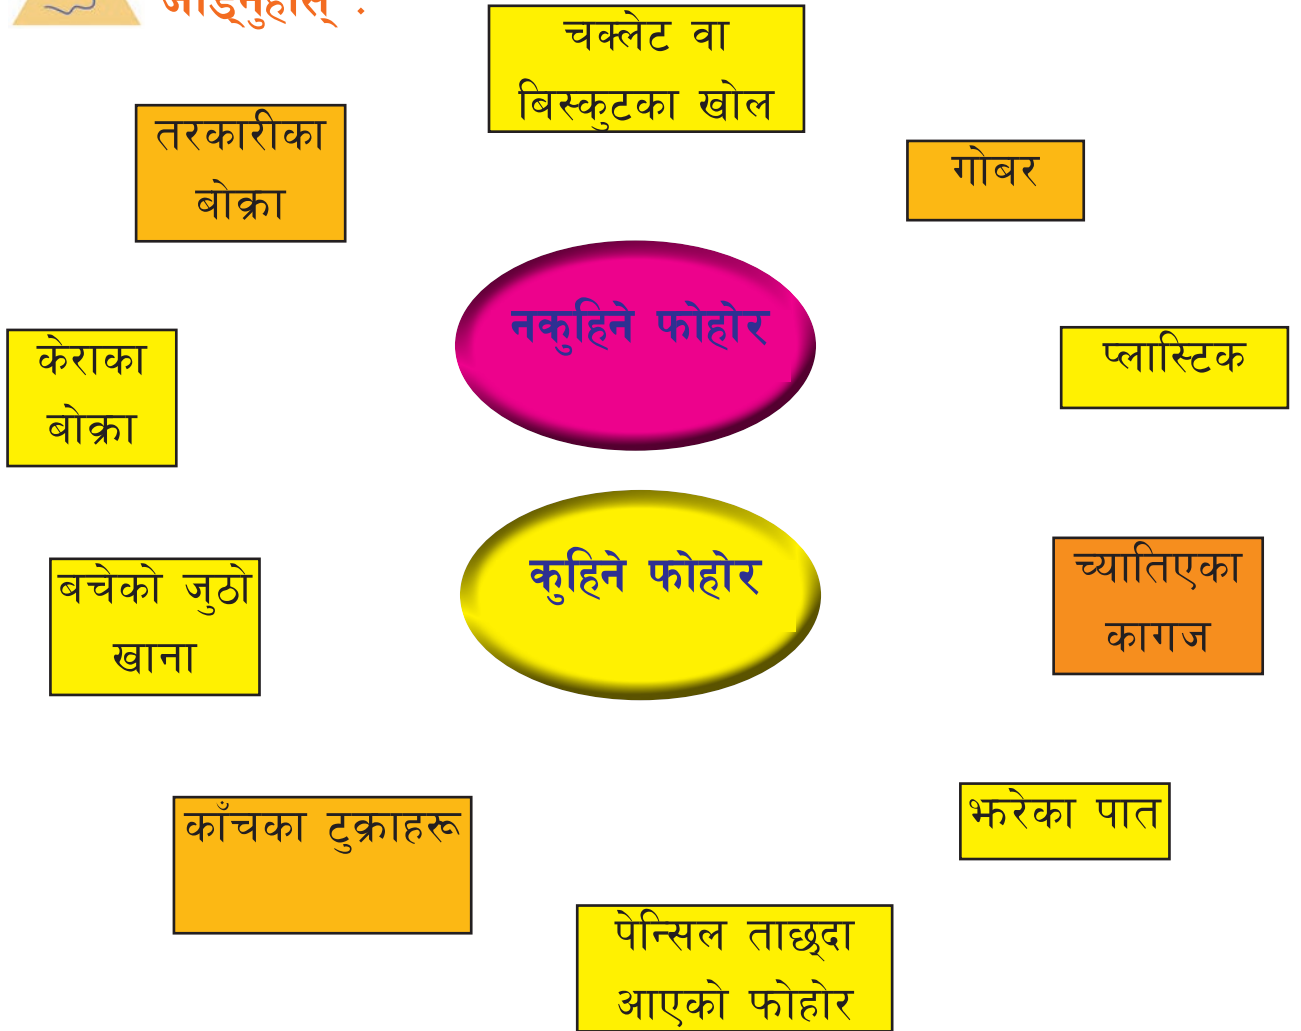 जोड्नुहोस् :
चक्लेट वा
बिस्कुटका खोल
तरकारीका
बोक्रा
गोबर
नकुहिने फोहोर
केराका
बोक्रा
प्लास्टिक
कुहिने फोहोर
च्यातिएका
कागज
बचेको जुठो
खाना
काँचका टुक्राहरू
झरेका पात
पेन्सिल ताछ्दा
आएको फोहोर